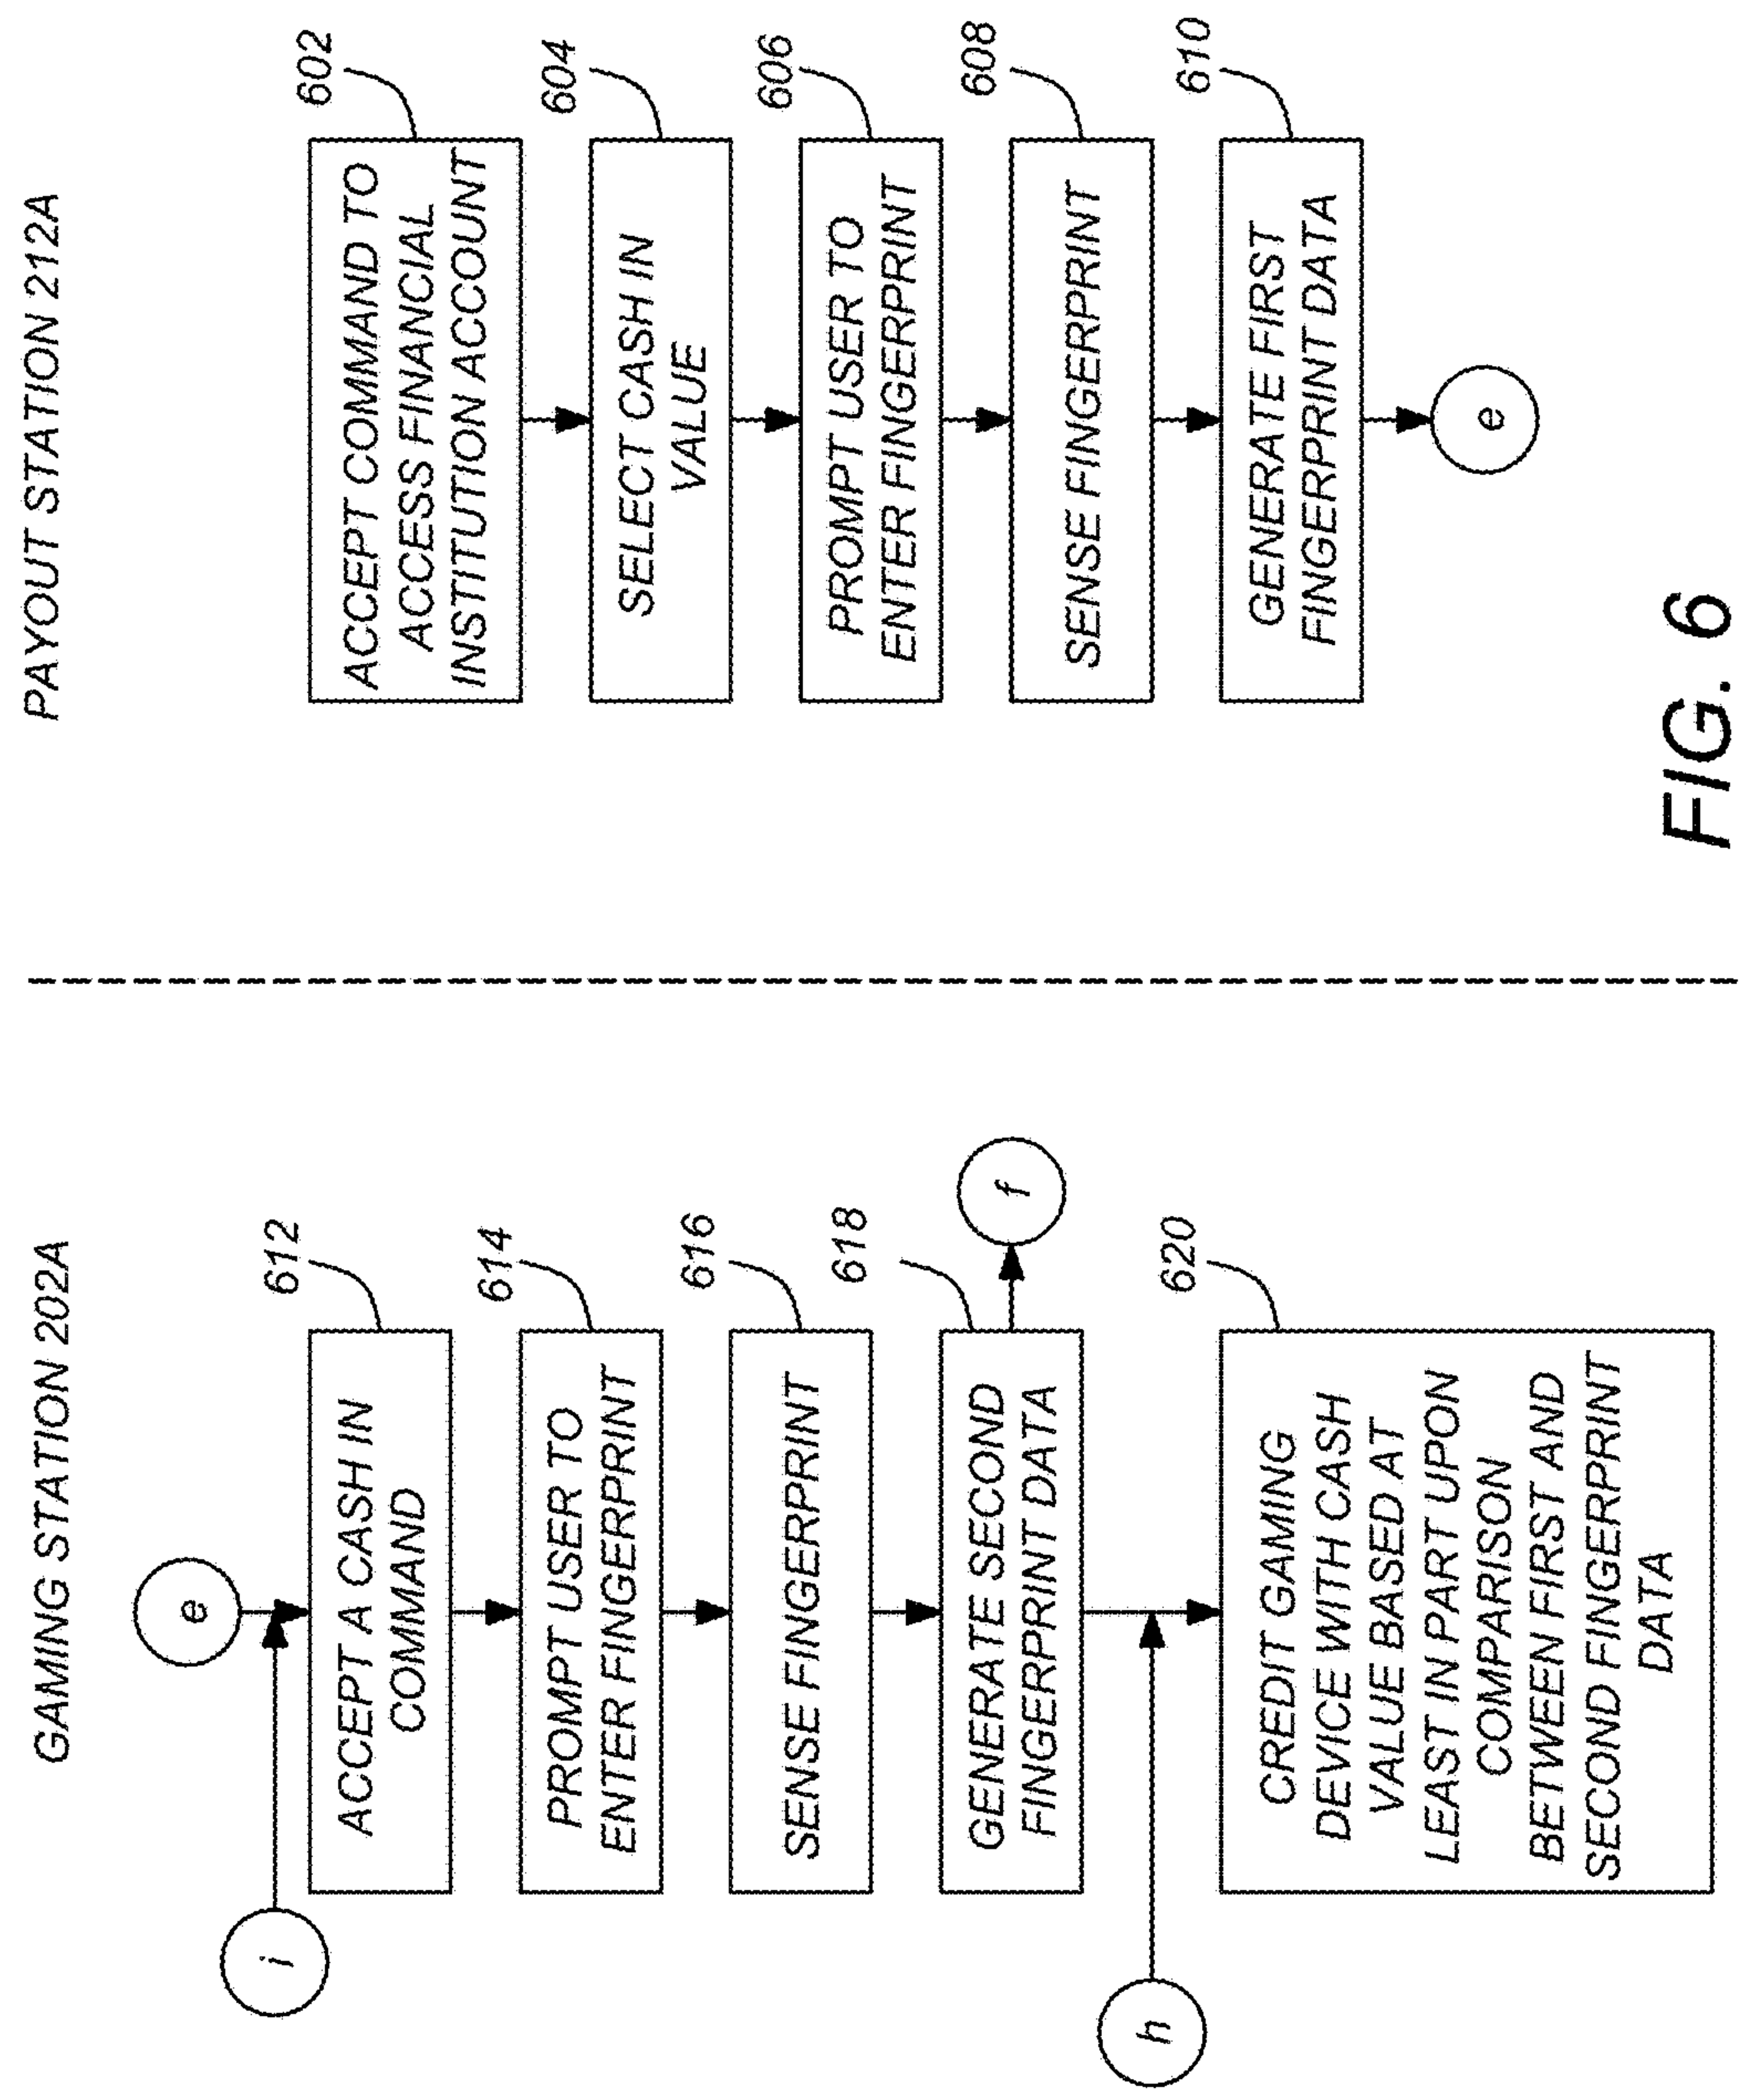 GAMING STATION 202A
e
i
612
ACCEPT A CASH IN
COMMAND
614
PROMPT USER TO
ENTER FINGERPRINT
616
SENSE FINGERPRINT
618
GENERATE SECOND
FINGERPRINT DATA
f
h
620
CREDIT GAMING
DEVICE WITH CASH
VALUE BASED AT
LEAST IN PART UPON
COMPARISON
BETWEEN FIRST AND
SECOND FINGERPRINT
DATA
PAYOUT STATION 212A
602
ACCEPT COMMAND TO
ACCESS FINANCIAL
INSTITUTION ACCOUNT
604
SELECT CASH IN
VALUE
606
PROMPT USER TO
ENTER FINGERPRINT
608
SENSE FINGERPRINT
610
GENERATE FIRST
FINGERPRINT DATA
e
FIG. 6